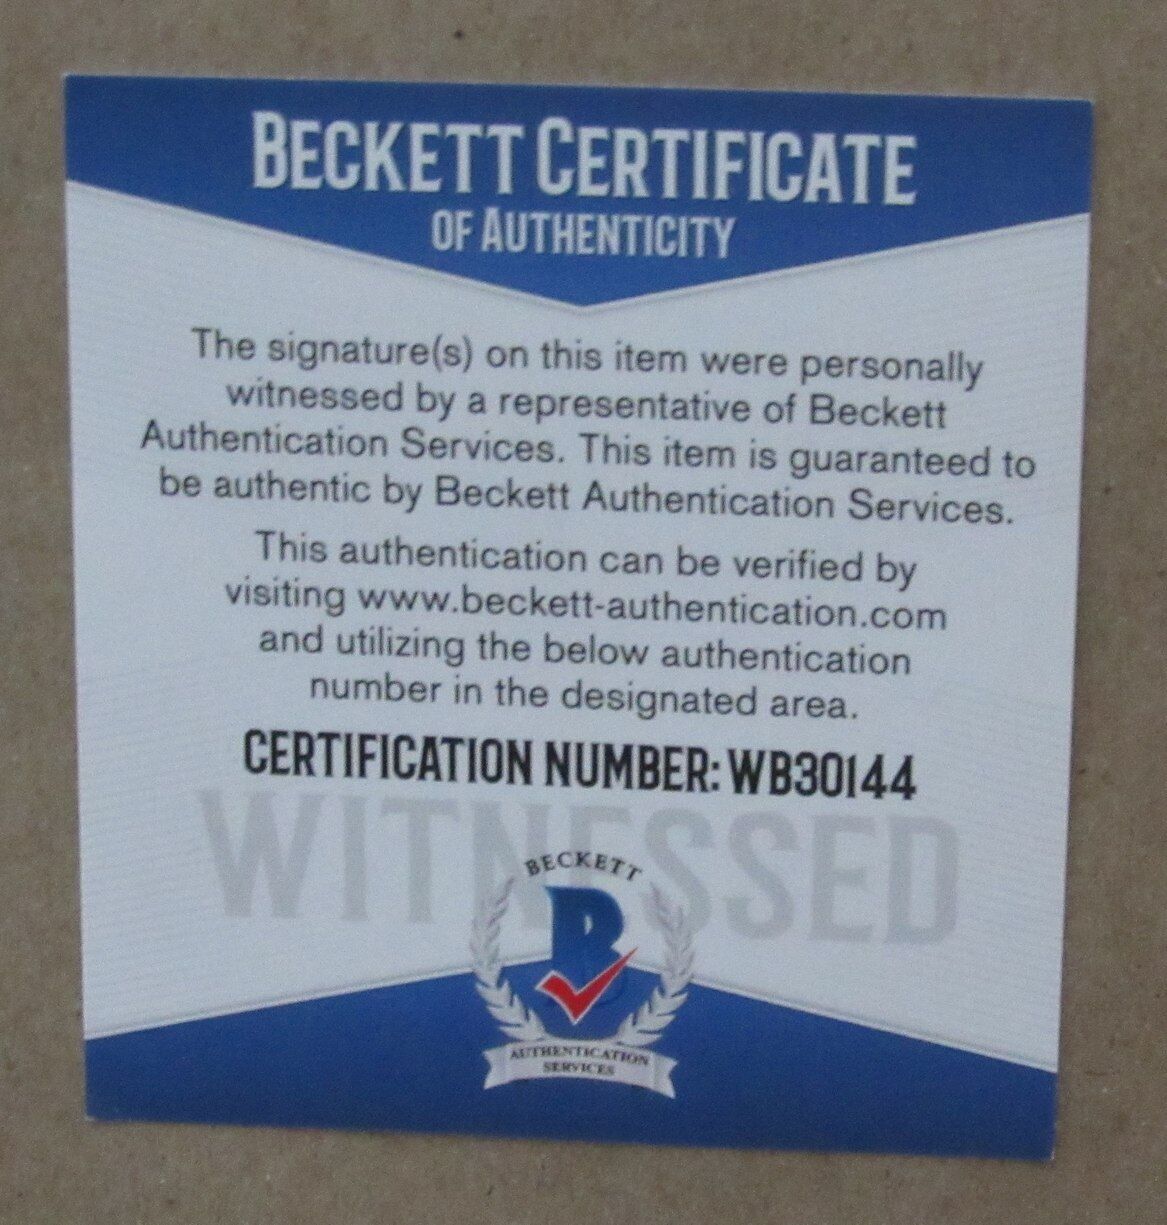 BECKETT CERTIFICATE
OF AUTHENTICITY
The signature(s) on this item were personally
witnessed by a representative of Beckett
Authentication Services. This item is guaranteed to
be authentic by Beckett Authentication Services.
This authentication can be verified by
visiting www.beckett-authentication.com
and utilizing the below authentication
number in the designated area.
CERTIFICATION NUMBER: WB30144
WITNESSED
BECKETT
B
AUTHENTICATION
SERVICES